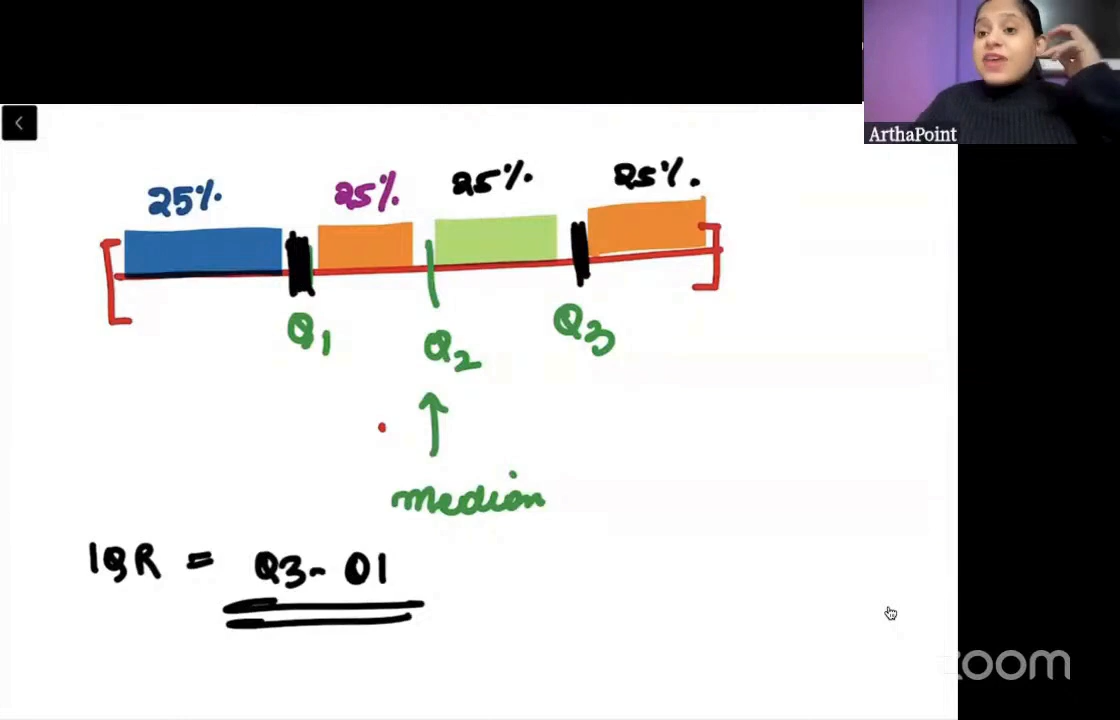 ArthaPoint
25% 25% 25% 25%.
Q1 Q2 Q3
median
IQR = Q3- Q1
zoom